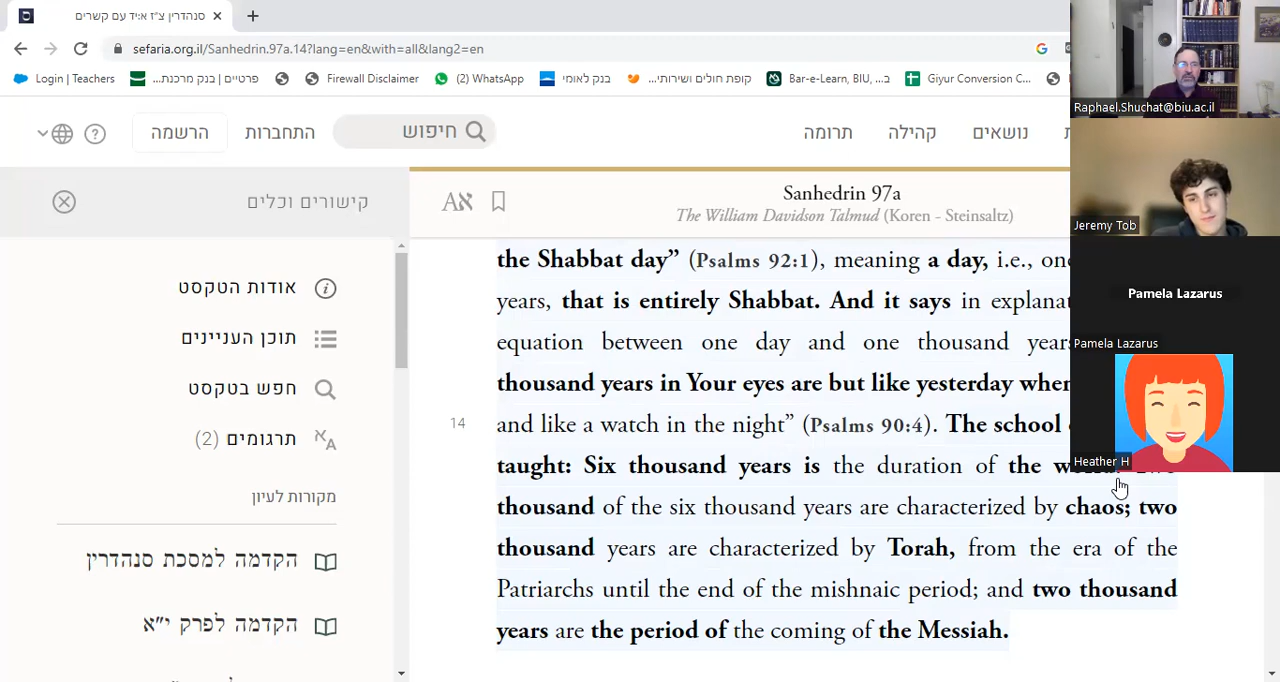 סנהדרין צ״ז א:יד עם קשרים
sefaria.org.il/Sanhedrin.97a.14?lang=en&with=all&lang2=en
Login | Teachers
פרטיים | בנק מרכנת...
Firewall Disclaimer
(2) WhatsApp
בנק לאומי
קופת חולים ושירותי...
Bar-e-Learn, BIU, ...ב
Giyur Conversion C...
הרשמה
התחברות
חיפוש
תרומה
קהילה
נושאים
קישורים וכלים
Sanhedrin 97a
The William Davidson Talmud (Koren - Steinsaltz)
אודות הטקסט
תוכן העניינים
חפש בטקסט
תרגומים (2)
מקורות לעיון
הקדמה למסכת סנהדרין
הקדמה לפרק י״א
the Shabbat day” (Psalms 92:1), meaning a day, i.e., one
years, that is entirely Shabbat. And it says in explanat
equation between one day and one thousand years
thousand years in Your eyes are but like yesterday when
14
and like a watch in the night” (Psalms 90:4). The school
taught: Six thousand years is the duration of the
thousand of the six thousand years are characterized by chaos; two
thousand years are characterized by Torah, from the era of the
Patriarchs until the end of the mishnaic period; and two thousand
years are the period of the coming of the Messiah.
Raphael.Shuchat@biu.ac.il
Jeremy Tob
Pamela Lazarus
Pamela Lazarus
Heather H